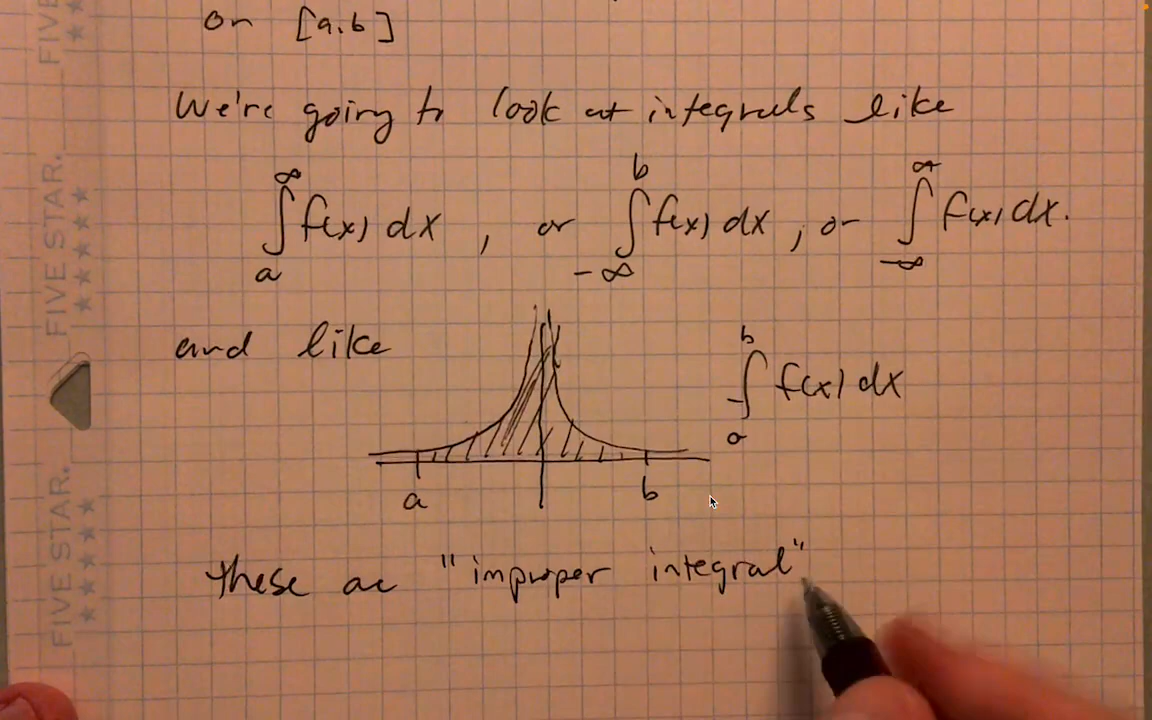 on [a,b]
We're going to look at integrals like
∫_a^∞ f(x) dx , or ∫_{-∞}^b f(x) dx , or ∫_{-∞}^∞ f(x) dx.
and like
∫_a^b f(x) dx
a b
these are "improper integral"
FIVE STAR.
FIVE STAR.
FIVE STAR.